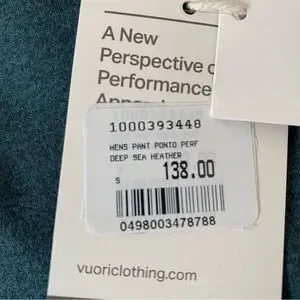 A New
Perspective o
Performance
1000393448
MENS PANT PONTO PERF
DEEP SEA HEATHER
$ 138.00
0498003478788
vuoriclothing.com